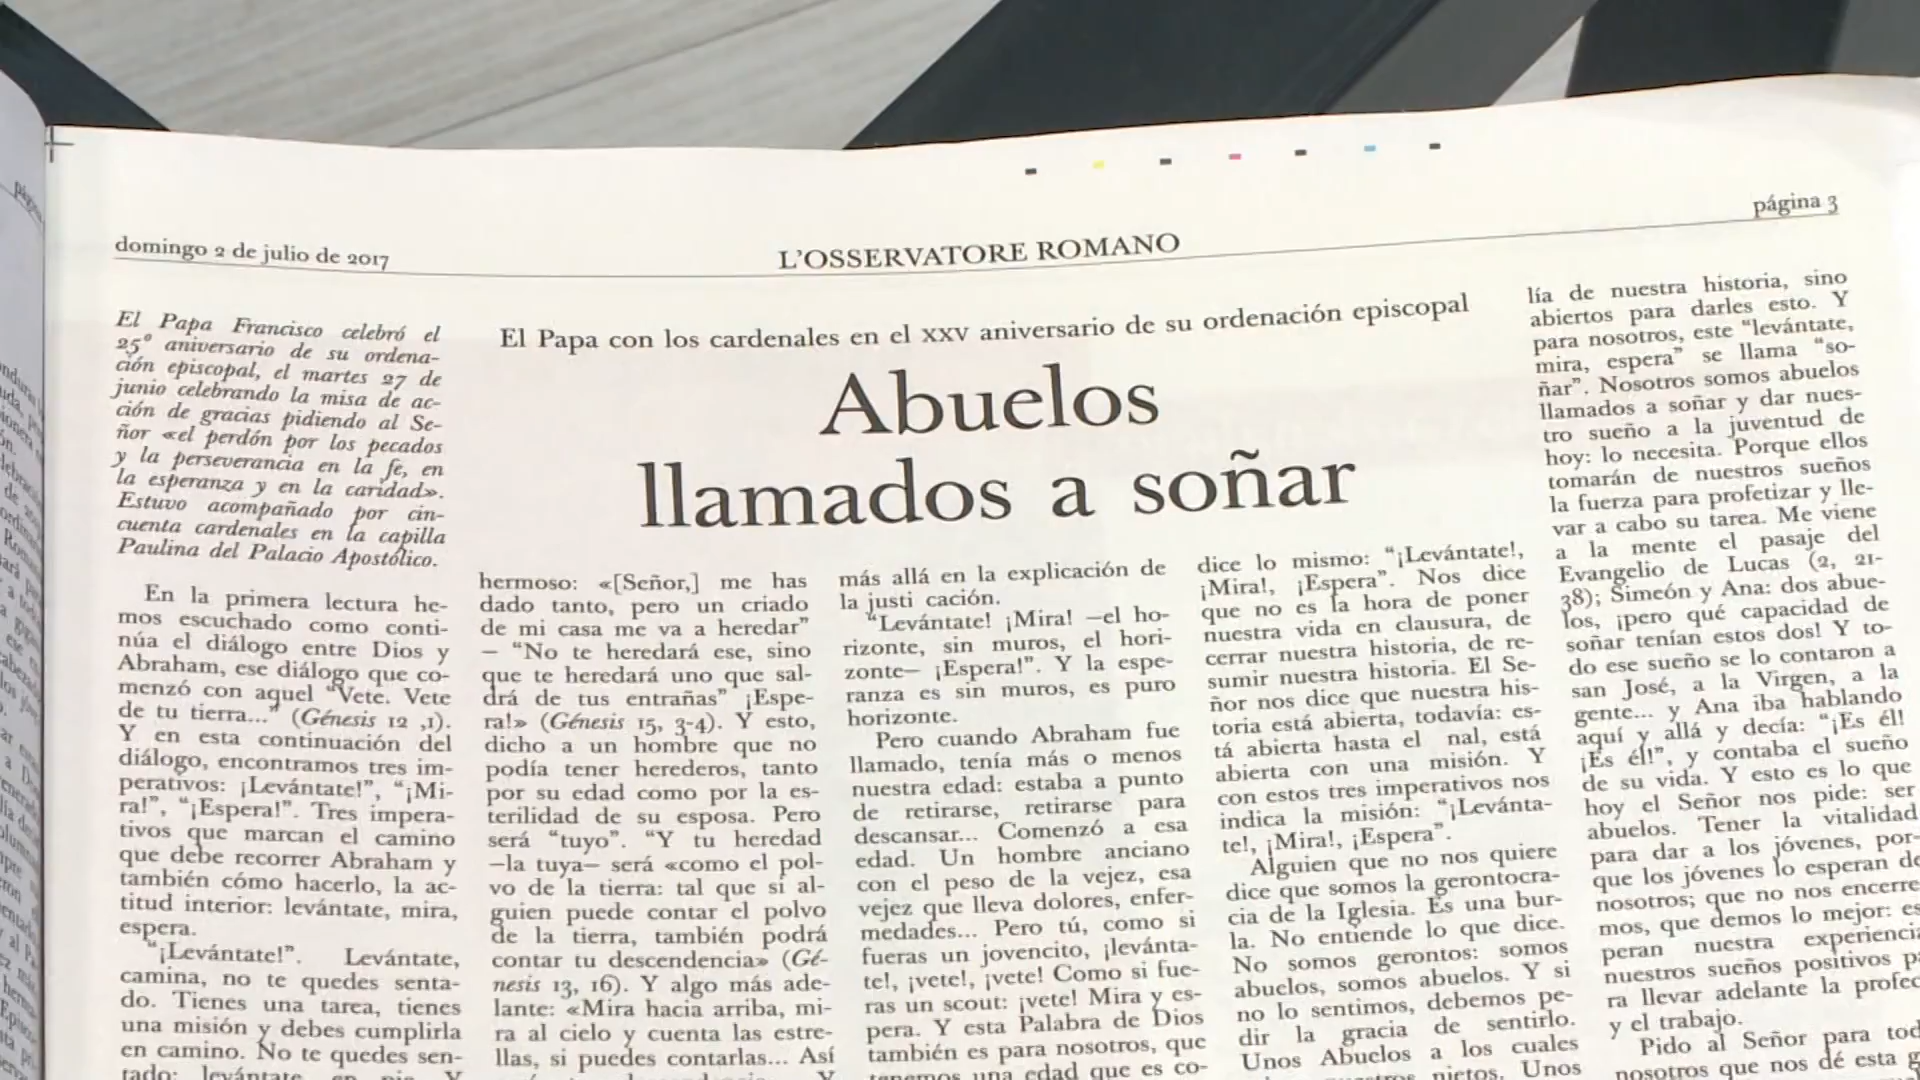 domingo 2 de julio de 2017
L'OSSERVATORE ROMANO
página 3
El Papa con los cardenales en el XXV aniversario de su ordenación episcopal
Abuelos
llamados a soñar
El Papa Francisco celebró el
25° aniversario de su ordena-
ción episcopal, el martes 27 de
junio celebrando la misa de ac-
ción de gracias pidiendo al Se-
ñor «el perdón por los pecados
y la perseverancia en la fe, en
la esperanza y en la caridad».
Estuvo acompañado por cin-
cuenta cardenales en la capilla
Paulina del Palacio Apostólico.
En la primera lectura he-
mos escuchado como conti-
núa el diálogo entre Dios y
Abraham, ese diálogo que co-
menzó con aquel “Vete. Vete
de tu tierra...” (Génesis 12 ,1).
Y en esta continuación del
diálogo, encontramos tres im-
perativos: ¡Levántate!”, “¡Mi-
ra!”, “¡Espera!”. Tres impera-
tivos que marcan el camino
que debe recorrer Abraham y
también cómo hacerlo, la ac-
titud interior: levántate, mira,
espera.
“¡Levántate!”. Levántate,
camina, no te quedes senta-
do. Tienes una tarea, tienes
una misión y debes cumplirla
en camino. No te quedes sen-
tado: levántate, en pie. Y
hermoso: «[Señor,] me has
dado tanto, pero un criado
de mi casa me va a heredar”
— “No te heredará ese, sino
que te heredará uno que sal-
drá de tus entrañas” ¡Espe-
ra!» (Génesis 15, 3-4). Y esto,
dicho a un hombre que no
podía tener herederos, tanto
por su edad como por la es-
terilidad de su esposa. Pero
será “tuyo”. “Y tu heredad
—la tuya— será «como el pol-
vo de la tierra: tal que si al-
guien puede contar el polvo
de la tierra, también podrá
contar tu descendencia» (Gé-
nesis 13, 16). Y algo más ade-
lante: «Mira hacia arriba, mi-
ra al cielo y cuenta las estre-
llas, si puedes contarlas... Así
más allá en la explicación de
la justi cación.
“Levántate! ¡Mira! —el ho-
rizonte, sin muros, el hori-
zonte— ¡Espera!”. Y la espe-
ranza es sin muros, es puro
horizonte.
Pero cuando Abraham fue
llamado, tenía más o menos
nuestra edad: estaba a punto
de retirarse, retirarse para
descansar... Comenzó a esa
edad. Un hombre anciano
con el peso de la vejez, esa
vejez que lleva dolores, enfer-
medades... Pero tú, como si
fueras un jovencito, ¡levánta-
te!, ¡vete!, ¡vete! Como si fue-
ras un scout: ¡vete! Mira y es-
pera. Y esta Palabra de Dios
también es para nosotros, que
tenemos una edad que es co-
dice lo mismo: “¡Levántate!,
¡Mira!, ¡Espera”. Nos dice
que no es la hora de poner
nuestra vida en clausura, de
cerrar nuestra historia, de re-
sumir nuestra historia. El Se-
ñor nos dice que nuestra his-
toria está abierta, todavía: es-
tá abierta hasta el nal, está
abierta con una misión. Y
con estos tres imperativos nos
indica la misión: “¡Levánta-
te!, ¡Mira!, ¡Espera”.
Alguien que no nos quiere
dice que somos la gerontocra-
cia de la Iglesia. Es una bur-
la. No entiende lo que dice.
No somos gerontos: somos
abuelos, somos abuelos. Y si
no lo sentimos, debemos pe-
dir la gracia de sentirlo.
Unos Abuelos a los cuales
nietos. Unos
lía de nuestra historia, sino
abiertos para darles esto. Y
para nosotros, este “levántate,
mira, espera” se llama “so-
ñar”. Nosotros somos abuelos
llamados a soñar y dar nues-
tro sueño a la juventud de
hoy: lo necesita. Porque ellos
tomarán de nuestros sueños
la fuerza para profetizar y lle-
var a cabo su tarea. Me viene
a la mente el pasaje del
Evangelio de Lucas (2, 21-
38); Simeón y Ana: dos abue-
los, ¡pero qué capacidad de
soñar tenían estos dos! Y to-
do ese sueño se lo contaron a
san José, a la Virgen, a la
gente... y Ana iba hablando
aquí y allá y decía: “¡Es él!
¡Es él!”, y contaba el sueño
de su vida. Y esto es lo que
hoy el Señor nos pide: ser
abuelos. Tener la vitalidad
para dar a los jóvenes, por-
que los jóvenes lo esperan de
nosotros; que no nos encerre
mos, que demos lo mejor: es
peran nuestra experiencia
nuestros sueños positivos pa
ra llevar adelante la profec
y el trabajo.
Pido al Señor para tod
nosotros que nos dé esta g